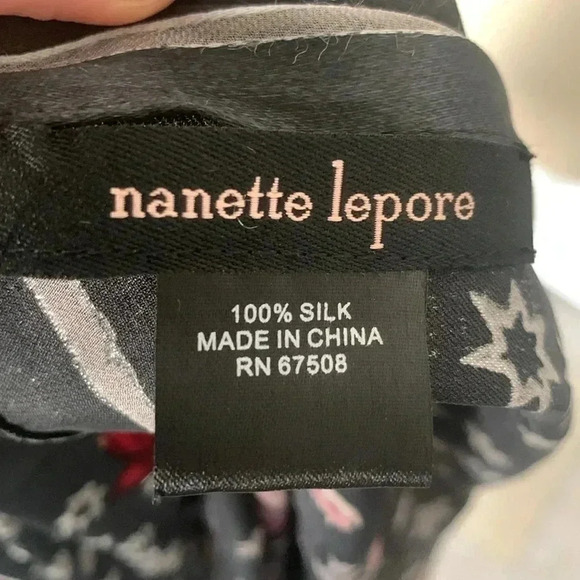 nanette lepore
100% SILK
MADE IN CHINA
RN 67508